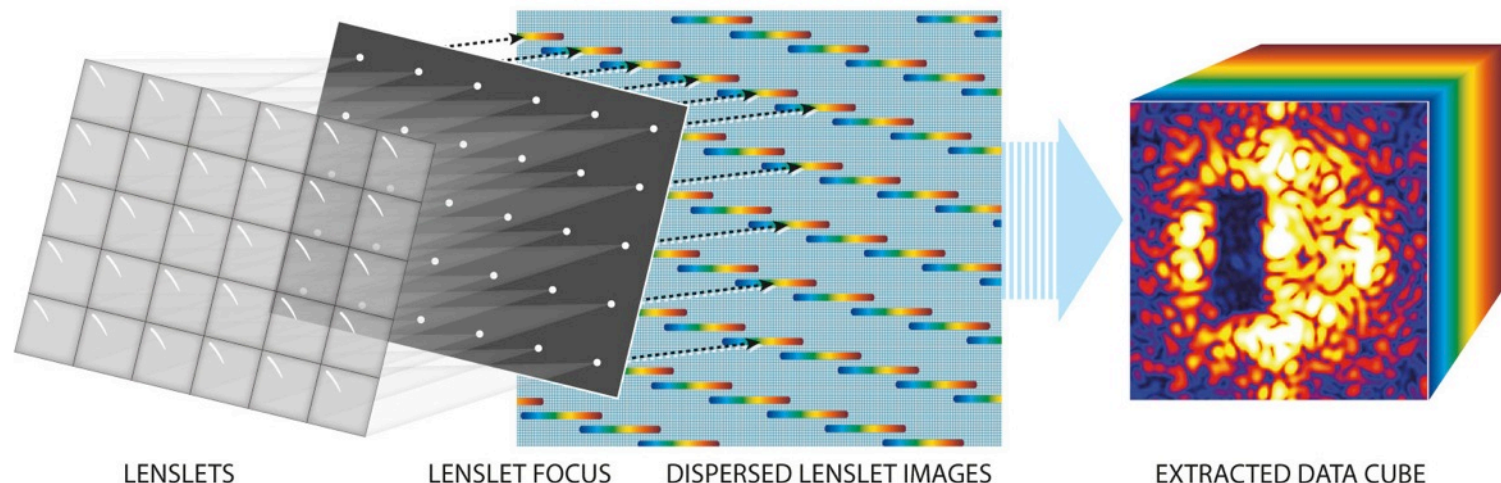 LENSLETS
LENSLET FOCUS
DISPERSED LENSLET IMAGES
EXTRACTED DATA CUBE